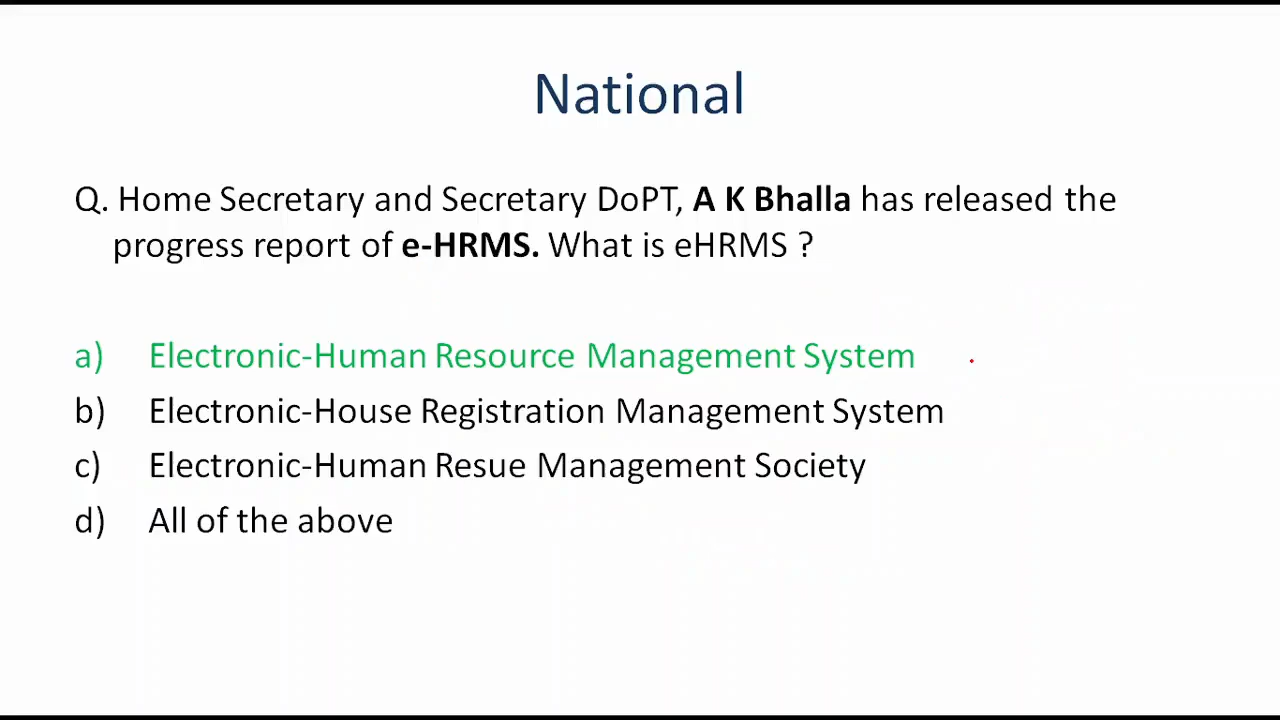 National
Q. Home Secretary and Secretary DoPT, A K Bhalla has released the
progress report of e-HRMS. What is eHRMS ?
a) Electronic-Human Resource Management System
b) Electronic-House Registration Management System
c) Electronic-Human Resue Management Society
d) All of the above